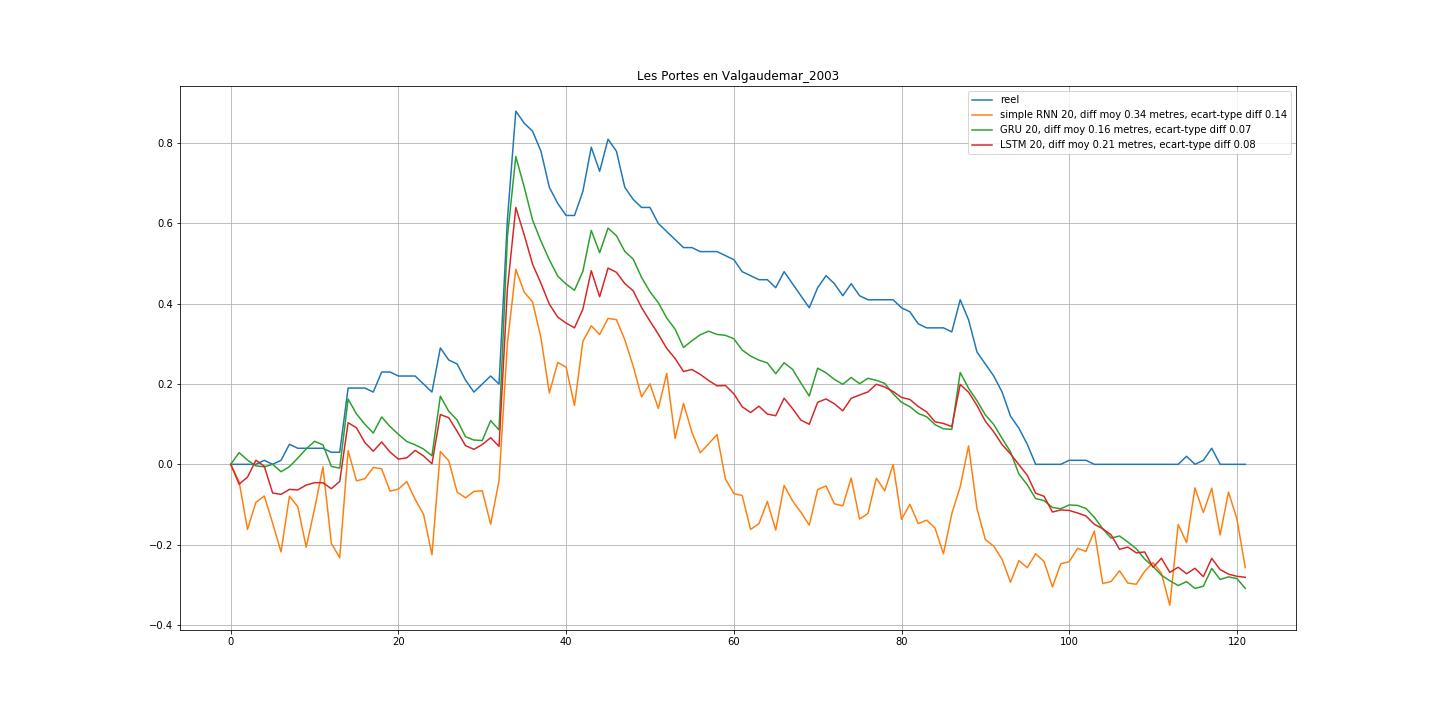 Les Portes en Valgaudemar_2003
reel
simple RNN 20, diff moy 0.34 metres, ecart-type diff 0.14
GRU 20, diff moy 0.16 metres, ecart-type diff 0.07
LSTM 20, diff moy 0.21 metres, ecart-type diff 0.08
0.8
0.6
0.4
0.2
0.0
−0.2
−0.4
0 20 40 60 80 100 120